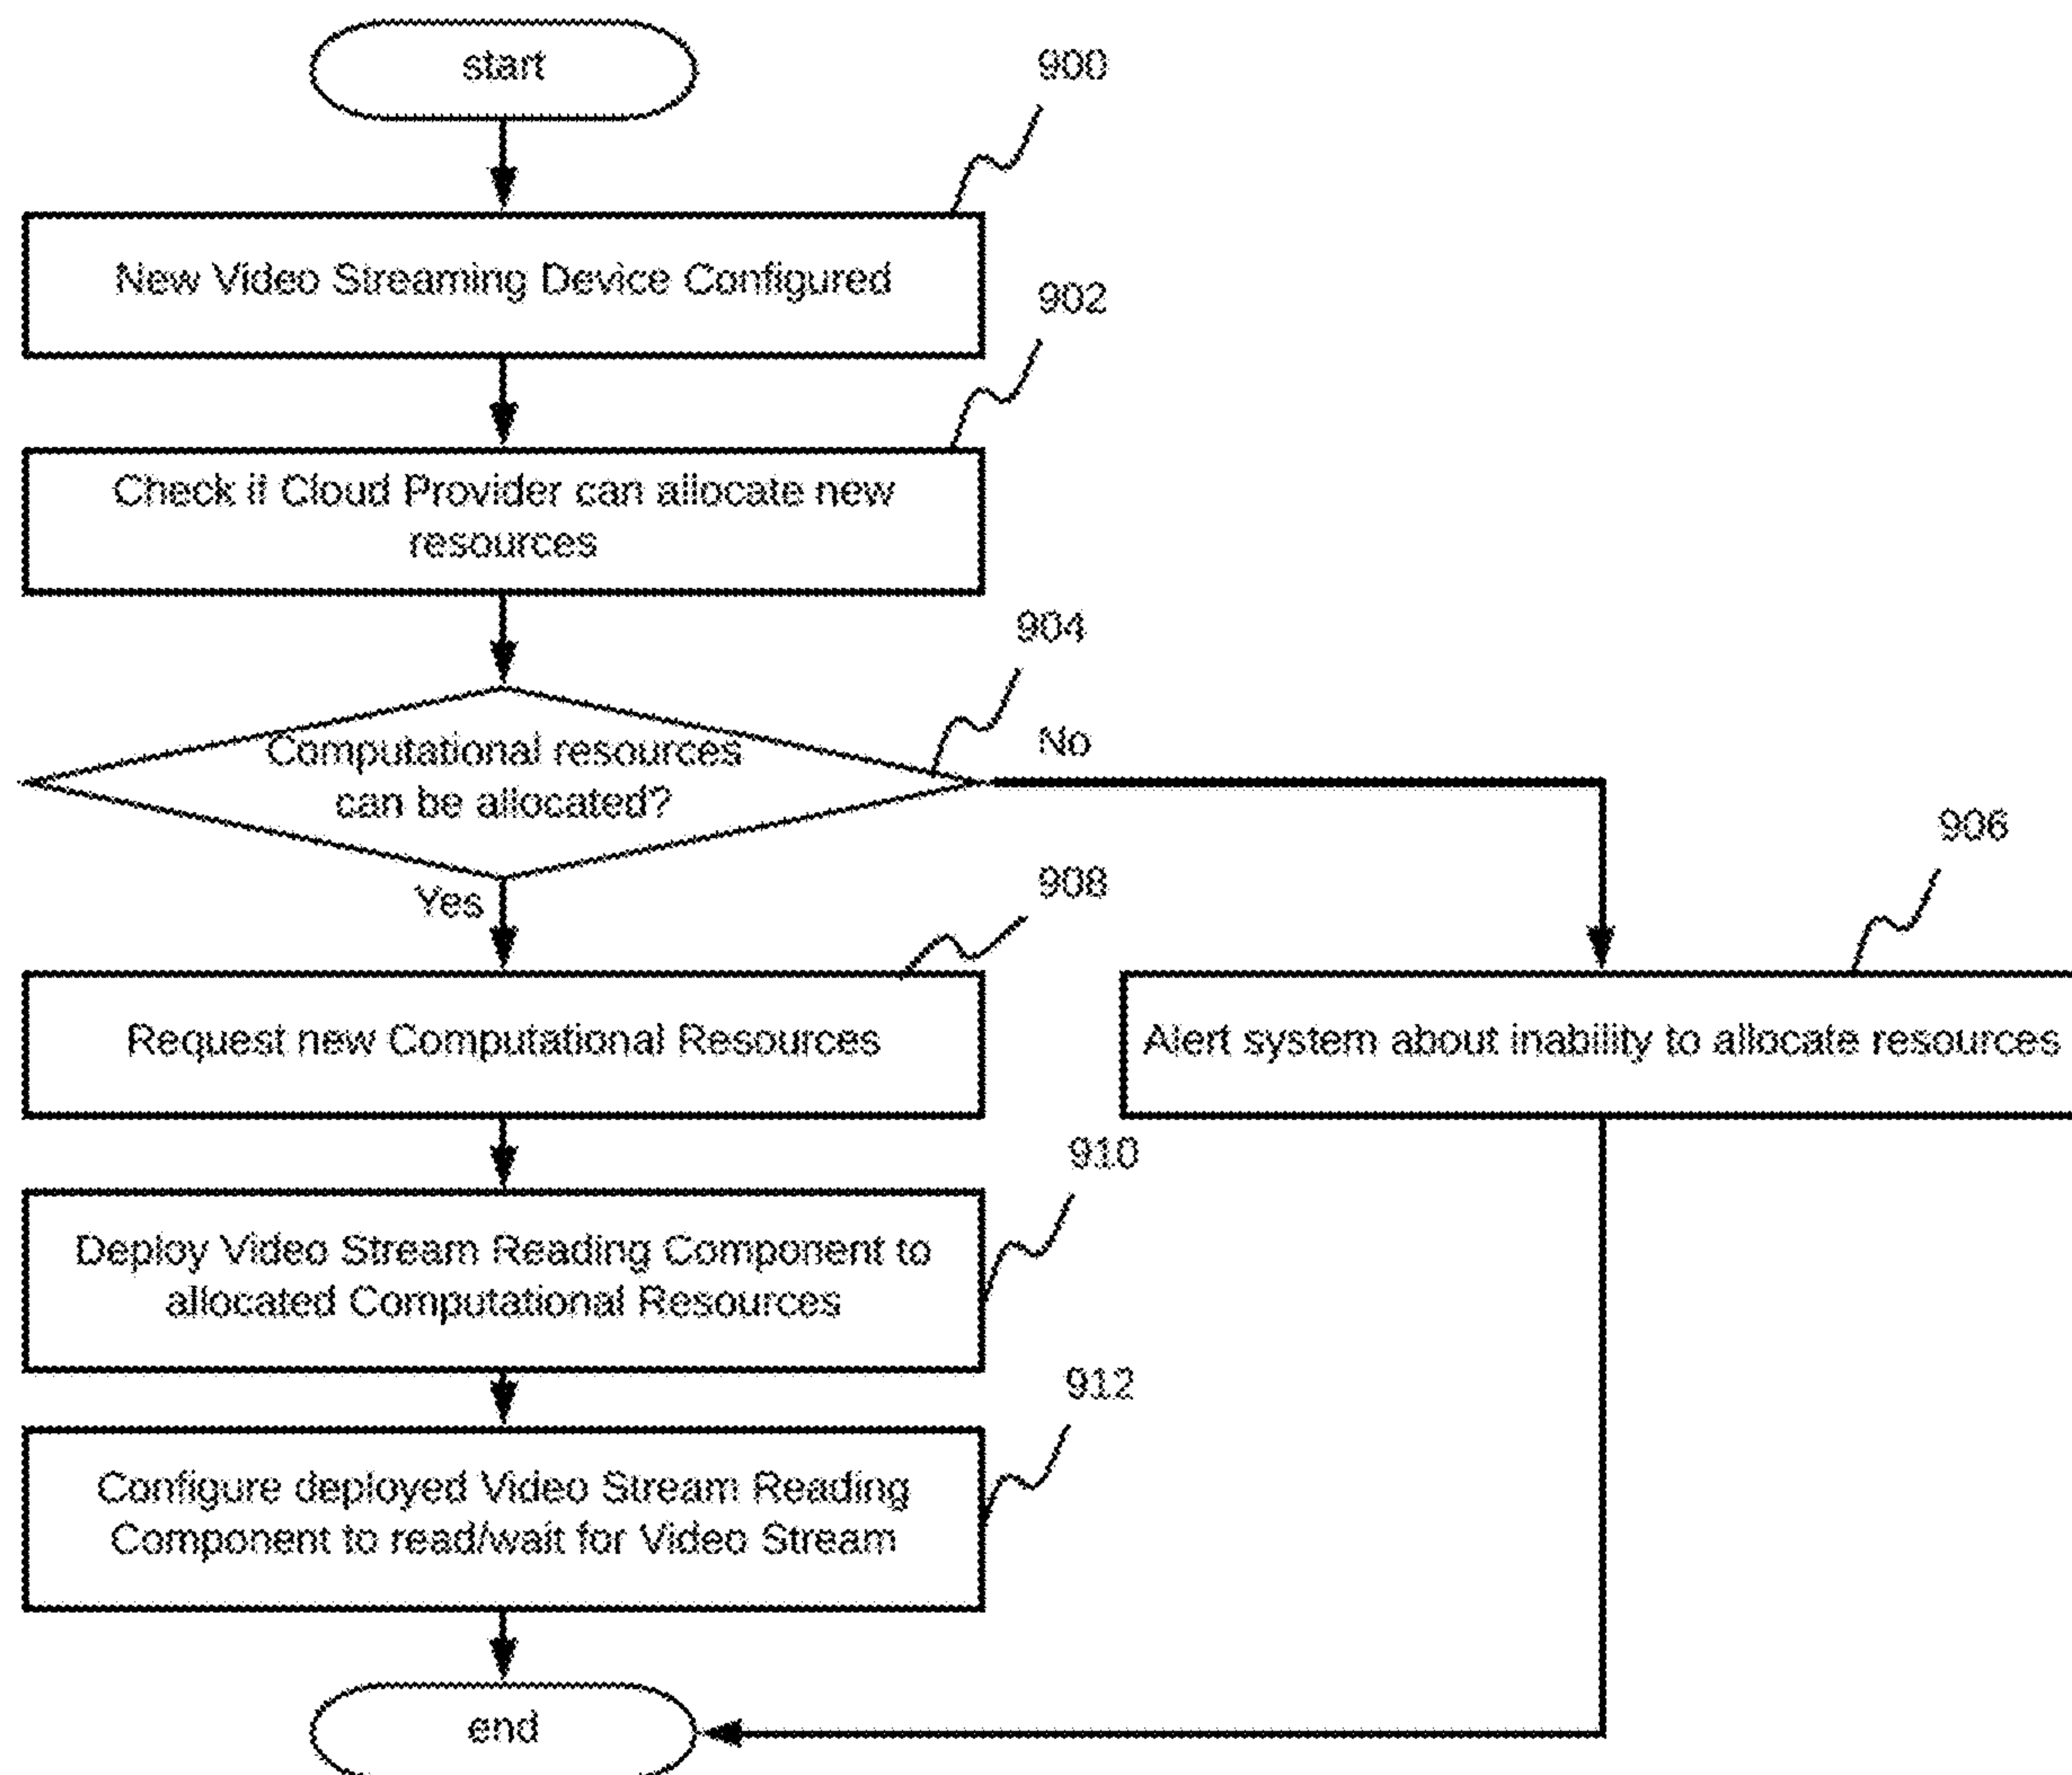 start
900
New Video Streaming Device Configured
902
Check if Cloud Provider can allocate new
resources
904
Computational resources
can be allocated?
No
906
Yes
908
Request new Computational Resources
Alert system about inability to allocate resources
910
Deploy Video Stream Reading Component to
allocated Computational Resources
912
Configure deployed Video Stream Reading
Component to read/wait for Video Stream
end